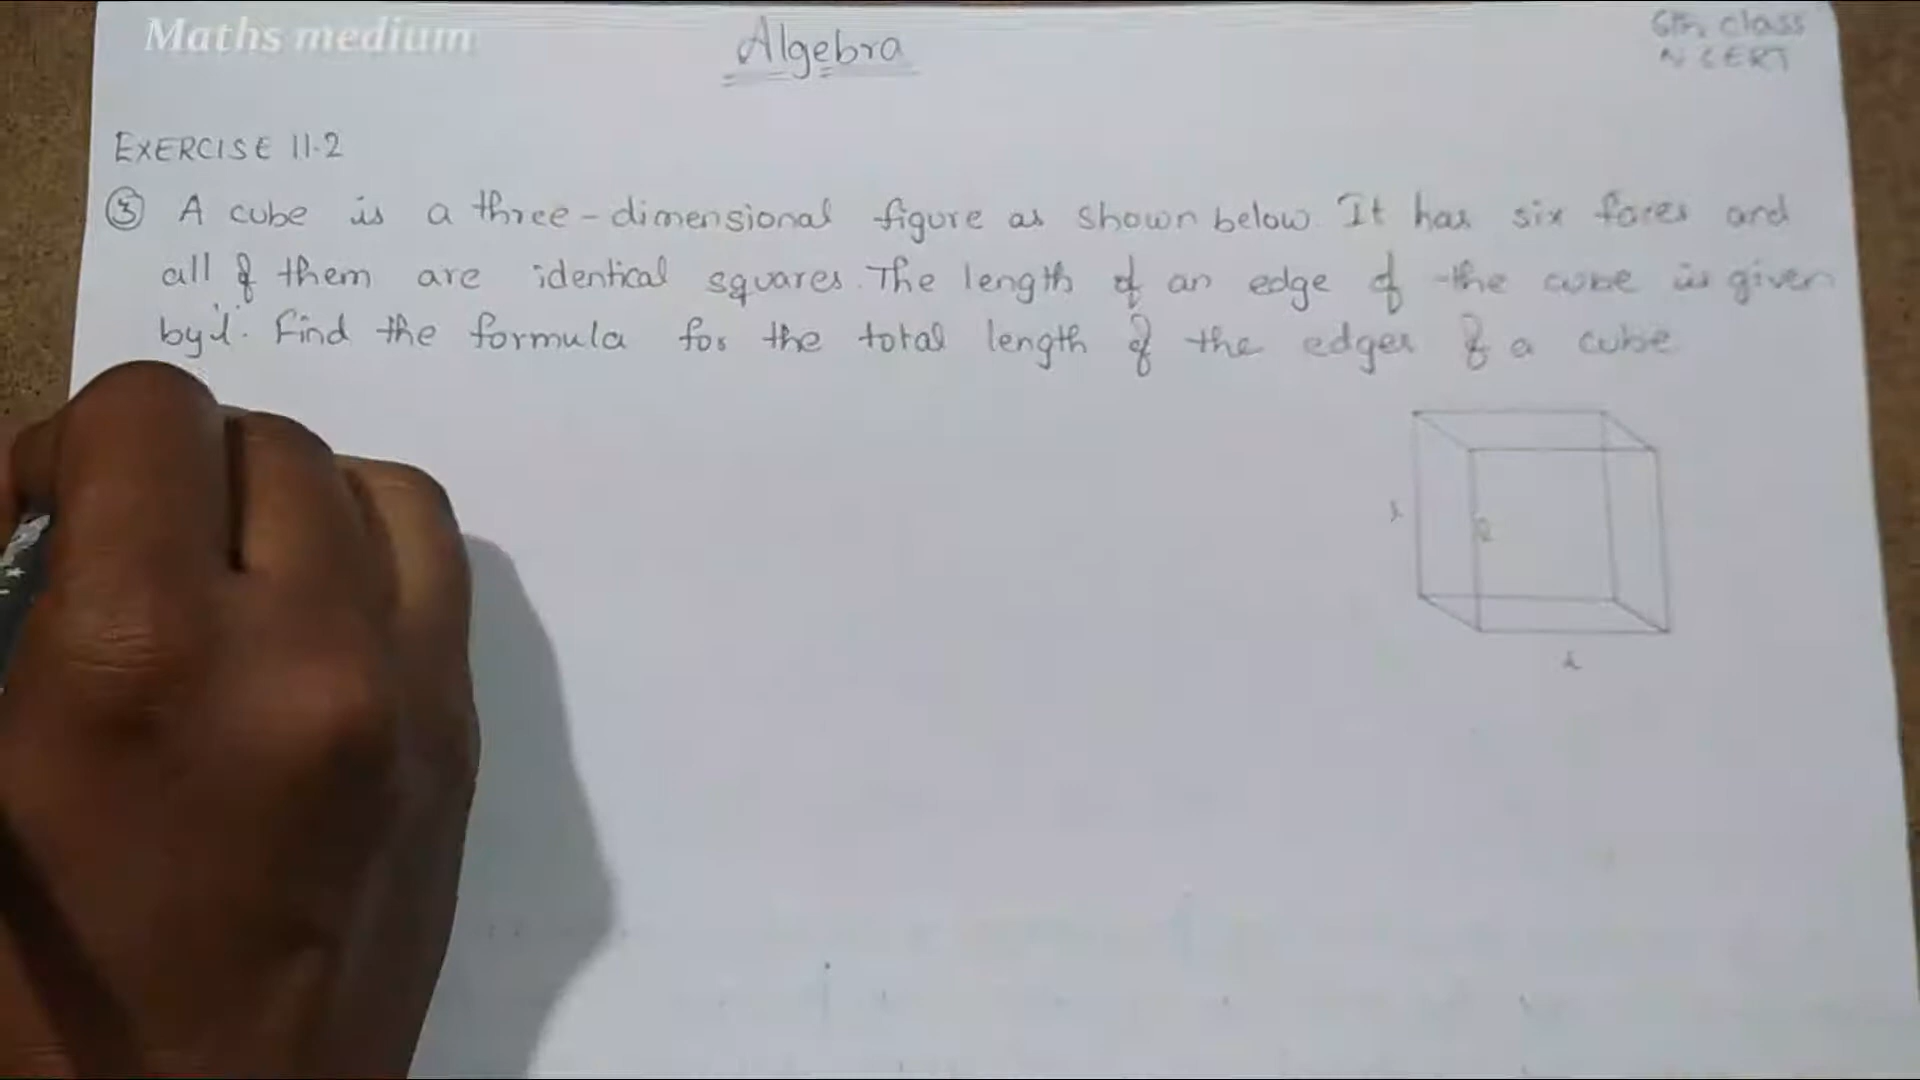 Maths medium
Algebra
6th class
NCERT
EXERCISE 11.2
③ A cube is a three-dimensional figure as shown below. It has six faces and
all of them are identical squares. The length of an edge of the cube is given
by 'l'. Find the formula for the total length of the edges of a cube
l
l
l